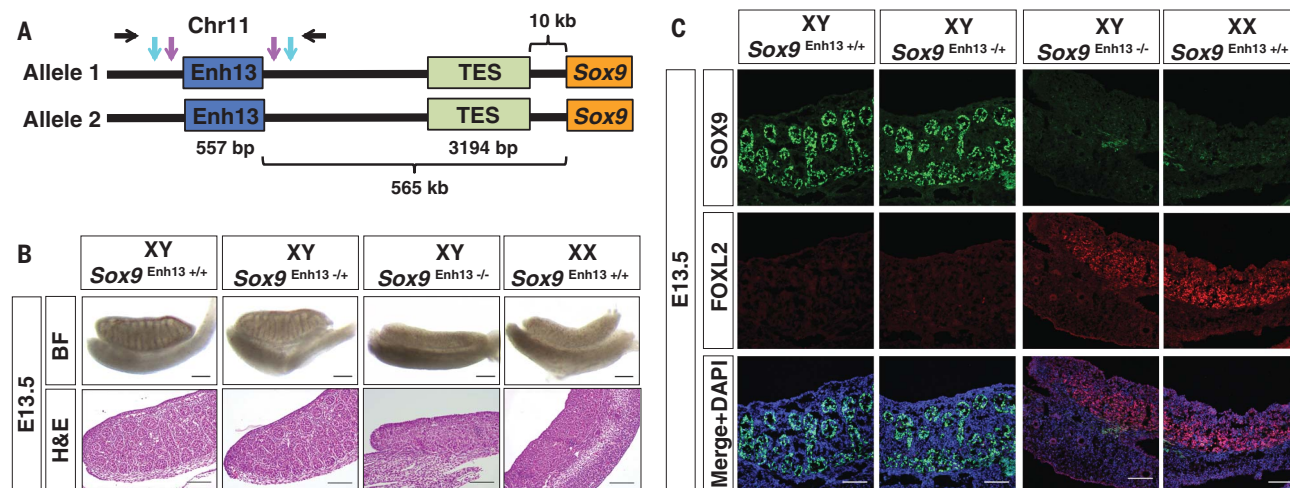 A
Chr11
10 kb
Allele 1 Enh13 TES Sox9
Allele 2 Enh13 TES Sox9
557 bp 3194 bp
565 kb
B
XY XY XY XX
Sox9 Enh13 +/+ Sox9 Enh13 -/+ Sox9 Enh13 -/- Sox9 Enh13 +/+
E13.5
BF
H&E
C
XY XY XY XX
Sox9 Enh13 +/+ Sox9 Enh13 -/+ Sox9 Enh13 -/- Sox9 Enh13 +/+
E13.5
SOX9
FOXL2
Merge+DAPI